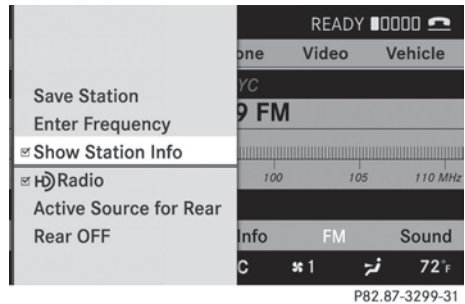 READY
one Video Vehicle
YC
Save Station
9 FM
Enter Frequency
Show Station Info
100 105 110 MHz
HD Radio
Active Source for Rear
Rear OFF
Info FM Sound
C 1 72°F
P82.87-3299-31